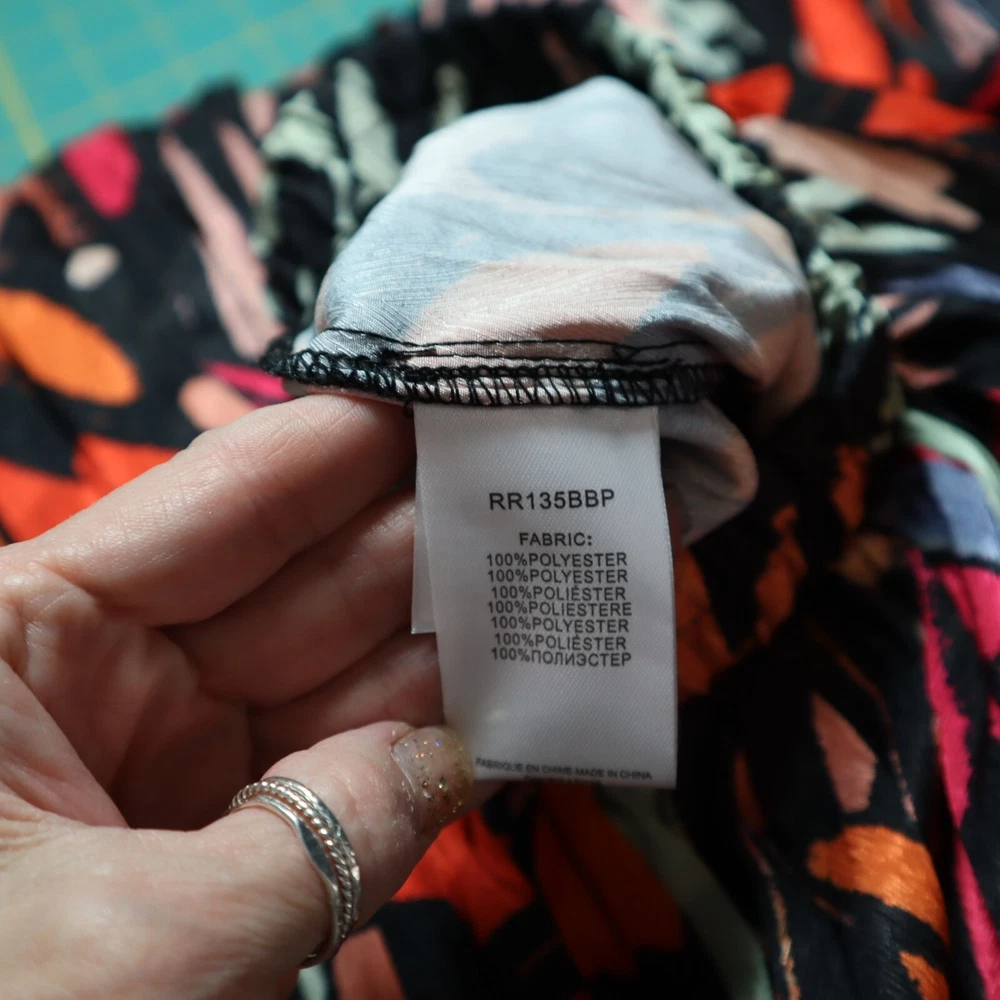 RR135BBP
FABRIC:
100%POLYESTER
100%POLYESTER
100%POLIÉSTER
100%POLIESTERE
100%POLYESTER
100%POLIÉSTER
100%ПОЛИЭСТЕР
FABRIQUE EN CHINE-MADE IN CHINA